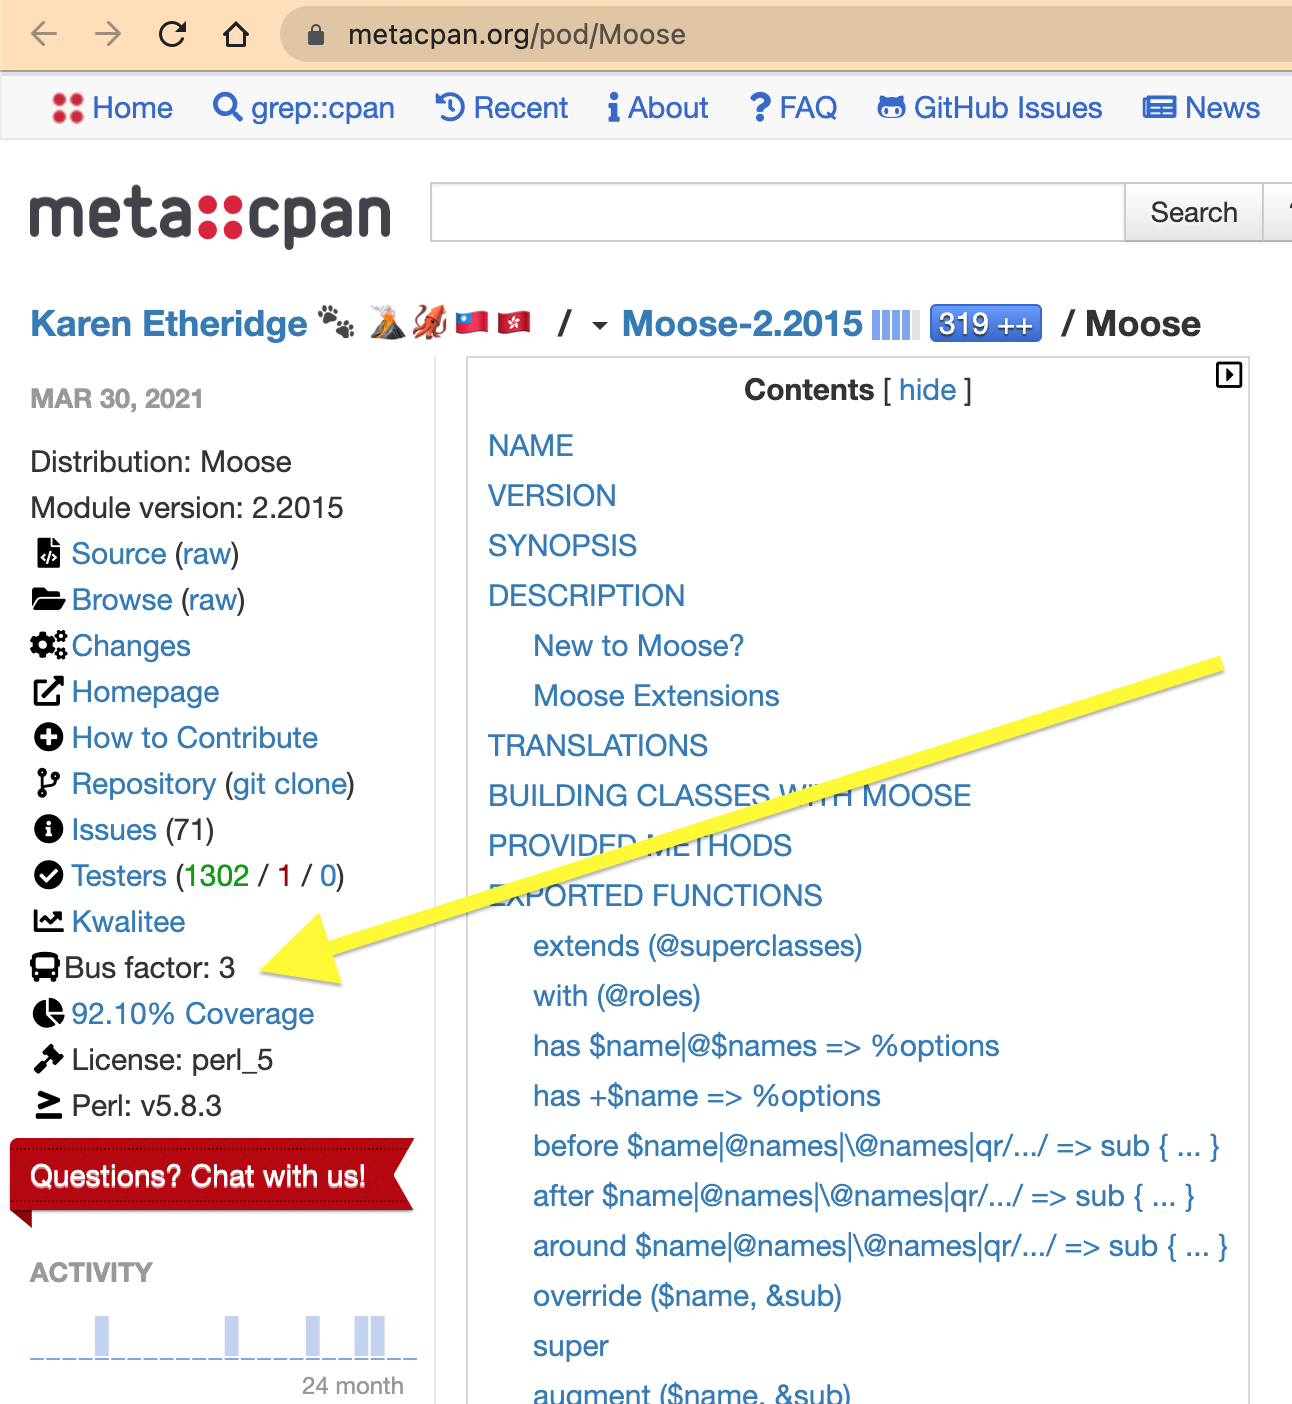 metacpan.org/pod/Moose
Home grep::cpan Recent About FAQ GitHub Issues News
meta::cpan
Search
Karen Etheridge / Moose-2.2015 319 ++ / Moose
MAR 30, 2021
Distribution: Moose
Module version: 2.2015
Source (raw)
Browse (raw)
Changes
Homepage
How to Contribute
Repository (git clone)
Issues (71)
Testers (1302 / 1 / 0)
Kwalitee
Bus factor: 3
92.10% Coverage
License: perl_5
Perl: v5.8.3
Questions? Chat with us!
ACTIVITY
24 month
Contents [ hide ]
NAME
VERSION
SYNOPSIS
DESCRIPTION
New to Moose?
Moose Extensions
TRANSLATIONS
BUILDING CLASSES WITH MOOSE
PROVIDED METHODS
EXPORTED FUNCTIONS
extends (@superclasses)
with (@roles)
has $name|@$names => %options
has +$name => %options
before $name|@names|\@names|qr/.../ => sub { ... }
after $name|@names|\@names|qr/.../ => sub { ... }
around $name|@names|\@names|qr/.../ => sub { ... }
override ($name, &sub)
super
augment ($name, &sub)